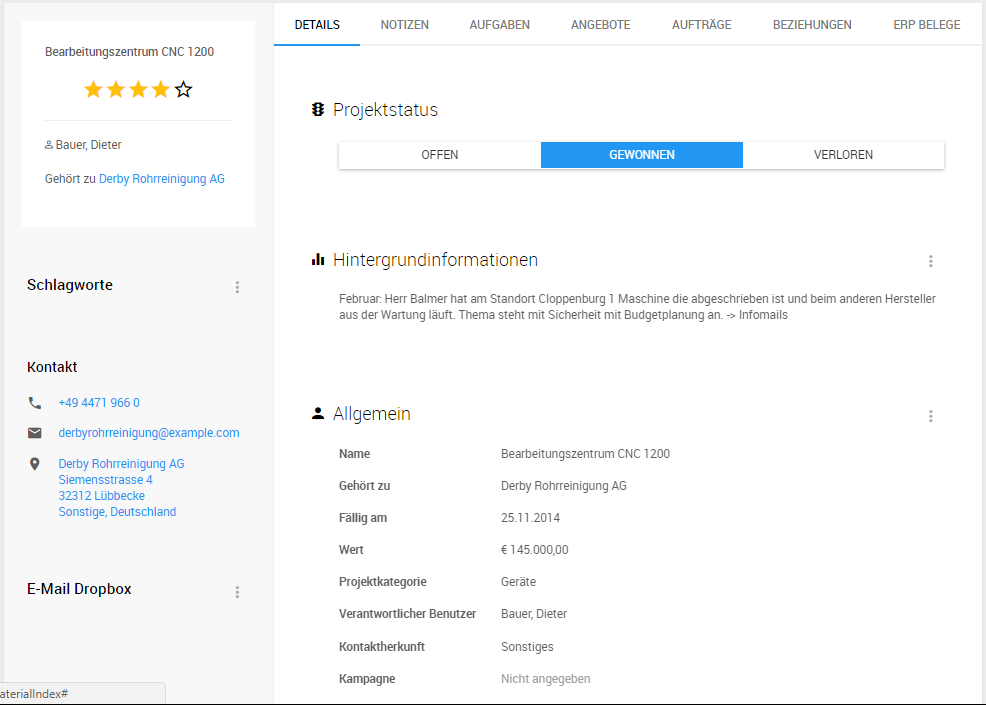 DETAILS NOTIZEN AUFGABEN ANGEBOTE AUFTRÄGE BEZIEHUNGEN ERP BELEGE
Bearbeitungszentrum CNC 1200
Bauer, Dieter
Gehört zu Derby Rohrreinigung AG
Schlagworte
Kontakt
+49 4471 966 0
derbyrohrreinigung@example.com
Derby Rohrreinigung AG
Siemensstrasse 4
32312 Lübbecke
Sonstige, Deutschland
E-Mail Dropbox
aterialIndex#
Projektstatus
OFFEN GEWONNEN VERLOREN
Hintergrundinformationen
Februar: Herr Balmer hat am Standort Cloppenburg 1 Maschine die abgeschrieben ist und beim anderen Hersteller
aus der Wartung läuft. Thema steht mit Sicherheit mit Budgetplanung an. -> Infomails
Allgemein
Name Bearbeitungszentrum CNC 1200
Gehört zu Derby Rohrreinigung AG
Fällig am 25.11.2014
Wert € 145.000,00
Projektkategorie Geräte
Verantwortlicher Benutzer Bauer, Dieter
Kontaktherkunft Sonstiges
Kampagne Nicht angegeben